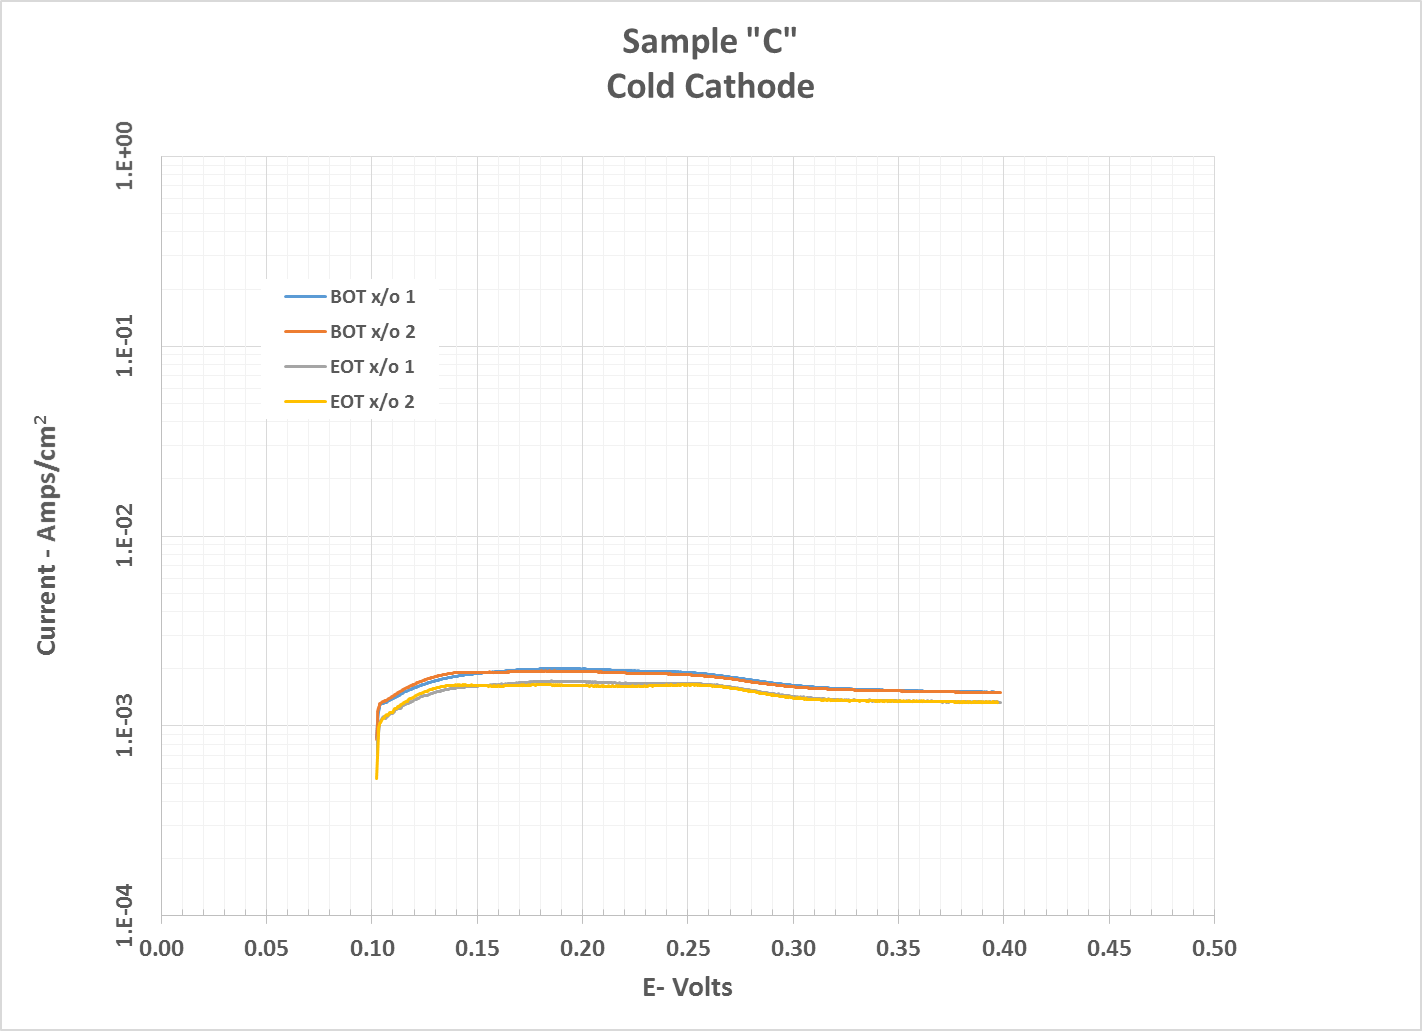 Sample "C"
Cold Cathode
1.E+00
1.E-01
1.E-02
1.E-03
1.E-04
Current - Amps/cm²
BOT x/o 1
BOT x/o 2
EOT x/o 1
EOT x/o 2
0.00 0.05 0.10 0.15 0.20 0.25 0.30 0.35 0.40 0.45 0.50
E- Volts